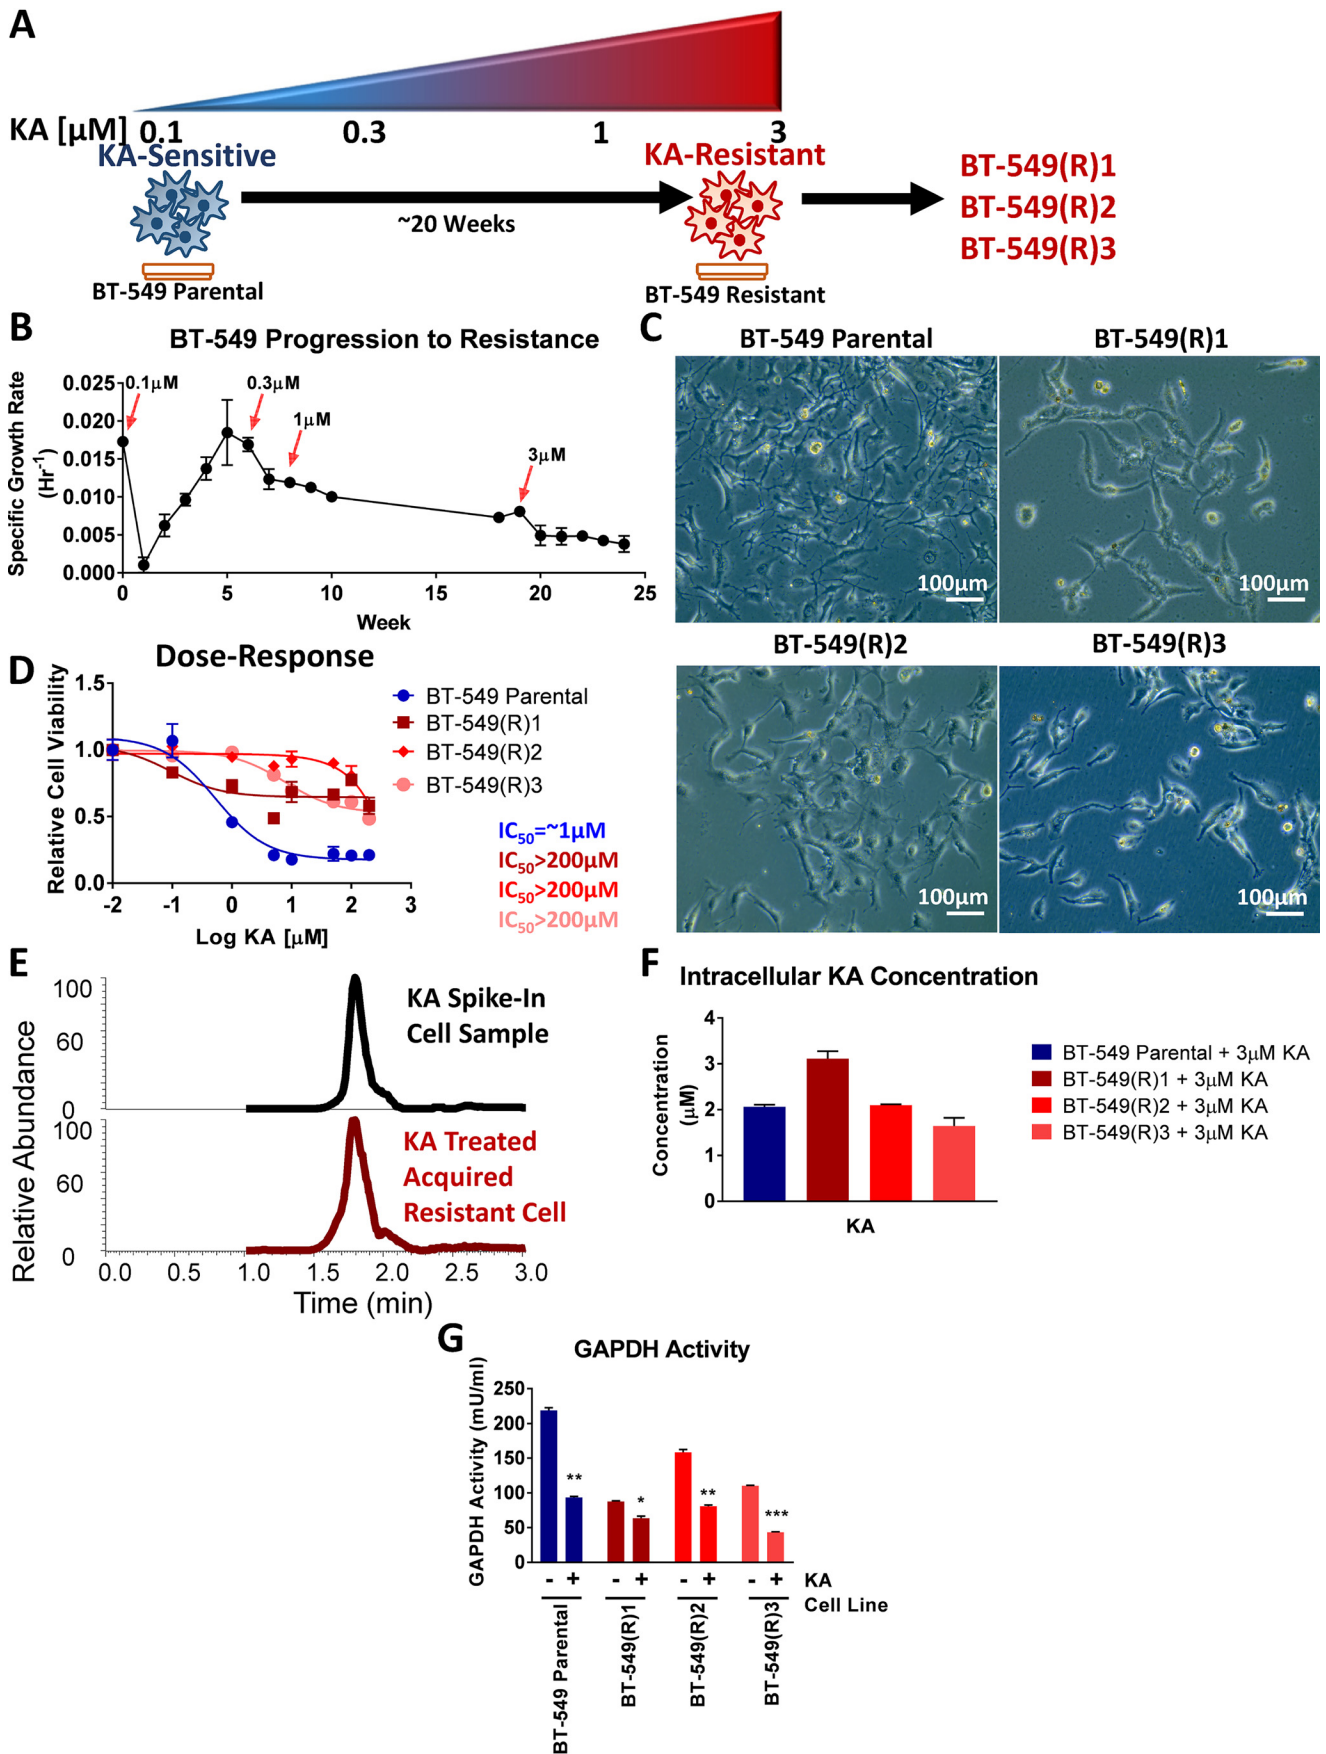 A
KA [µM] 0.1 0.3 1 3
KA-Sensitive
KA-Resistant
~20 Weeks
BT-549 Parental
BT-549 Resistant
BT-549(R)1
BT-549(R)2
BT-549(R)3
B
BT-549 Progression to Resistance
Specific Growth Rate
(Hr-1)
0.025
0.020
0.015
0.010
0.005
0.000
0.1µM
0.3µM
1µM
3µM
0 5 10 15 20 25
Week
C
BT-549 Parental
BT-549(R)1
100µm
100µm
BT-549(R)2
BT-549(R)3
100µm
100µm
D
Dose-Response
Relative Cell Viability
1.5
1.0
0.5
0.0
-2 -1 0 1 2 3
Log KA [µM]
BT-549 Parental
BT-549(R)1
BT-549(R)2
BT-549(R)3
IC50=~1µM
IC50>200µM
IC50>200µM
IC50>200µM
E
Relative Abundance
100
60
0
KA Spike-In
Cell Sample
100
60
0
KA Treated
Acquired
Resistant Cell
0.0 0.5 1.0 1.5 2.0 2.5 3.0
Time (min)
F
Intracellular KA Concentration
Concentration
(µM)
4
3
2
1
0
KA
BT-549 Parental + 3µM KA
BT-549(R)1 + 3µM KA
BT-549(R)2 + 3µM KA
BT-549(R)3 + 3µM KA
G
GAPDH Activity
GAPDH Activity (mU/ml)
250
200
150
100
50
0
** * ** ***
- + - + - + - + KA
Cell Line
BT-549 Parental
BT-549(R)1
BT-549(R)2
BT-549(R)3